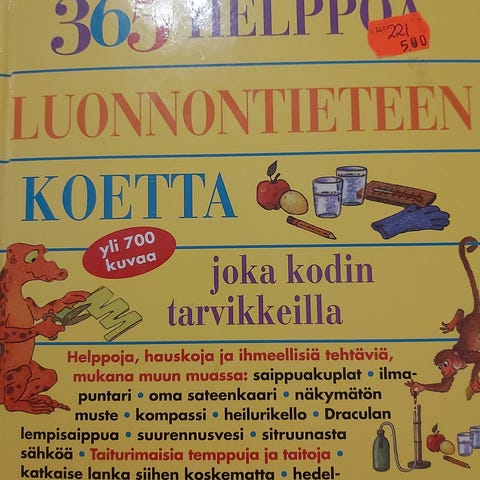 365 HELPPOA
221
5,00
LUONNONTIETEEN
KOETTA
yli 700
kuvaa
joka kodin
tarvikkeilla
Helppoja, hauskoja ja ihmeellisiä tehtäviä,
mukana muun muassa: saippuakuplat • ilma-
puntari • oma sateenkaari • näkymätön
muste • kompassi • heilurikello • Draculan
lempisaippua • suurennusvesi • sitruunasta
sähköä • Taiturimaisia temppuja ja taitoja •
katkaise lanka siihen koskematta • hedel-